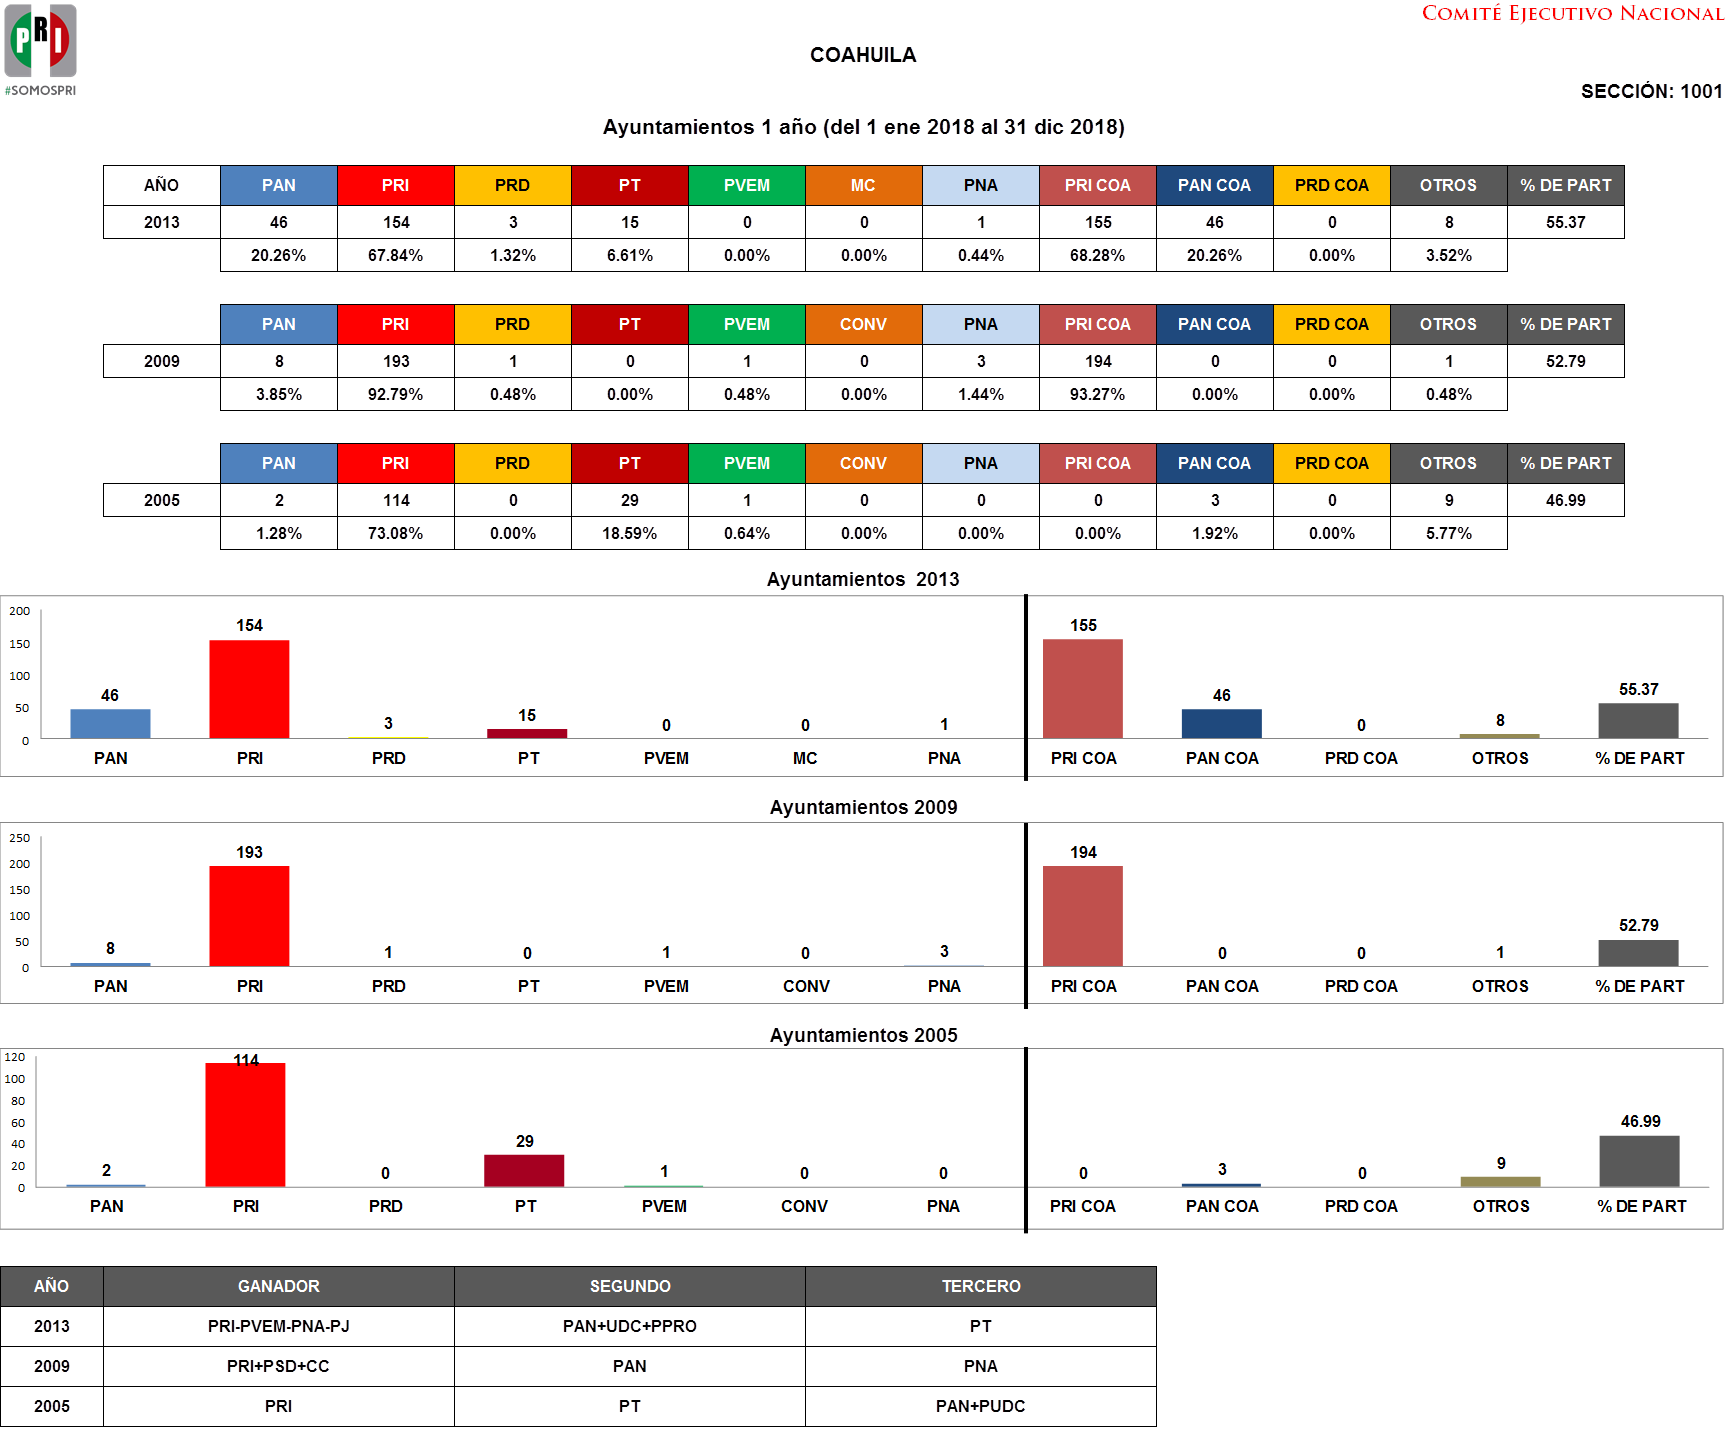 COMITÉ EJECUTIVO NACIONAL
PRI
#SOMOSPRI
COAHUILA
SECCIÓN: 1001
Ayuntamientos 1 año (del 1 ene 2018 al 31 dic 2018)
AÑO PAN PRI PRD PT PVEM MC PNA PRI COA PAN COA PRD COA OTROS % DE PART
2013 46 154 3 15 0 0 1 155 46 0 8 55.37
20.26% 67.84% 1.32% 6.61% 0.00% 0.00% 0.44% 68.28% 20.26% 0.00% 3.52%
PAN PRI PRD PT PVEM CONV PNA PRI COA PAN COA PRD COA OTROS % DE PART
2009 8 193 1 0 1 0 3 194 0 0 1 52.79
3.85% 92.79% 0.48% 0.00% 0.48% 0.00% 1.44% 93.27% 0.00% 0.00% 0.48%
PAN PRI PRD PT PVEM CONV PNA PRI COA PAN COA PRD COA OTROS % DE PART
2005 2 114 0 29 1 0 0 0 3 0 9 46.99
1.28% 73.08% 0.00% 18.59% 0.64% 0.00% 0.00% 0.00% 1.92% 0.00% 5.77%
Ayuntamientos 2013
200
150
100
50
0
46 154 3 15 0 0 1 155 46 0 8 55.37
PAN PRI PRD PT PVEM MC PNA PRI COA PAN COA PRD COA OTROS % DE PART
Ayuntamientos 2009
250
200
150
100
50
0
8 193 1 0 1 0 3 194 0 0 1 52.79
PAN PRI PRD PT PVEM CONV PNA PRI COA PAN COA PRD COA OTROS % DE PART
Ayuntamientos 2005
120
100
80
60
40
20
0
2 114 0 29 1 0 0 0 3 0 9 46.99
PAN PRI PRD PT PVEM CONV PNA PRI COA PAN COA PRD COA OTROS % DE PART
AÑO GANADOR SEGUNDO TERCERO
2013 PRI-PVEM-PNA-PJ PAN+UDC+PPRO PT
2009 PRI+PSD+CC PAN PNA
2005 PRI PT PAN+PUDC